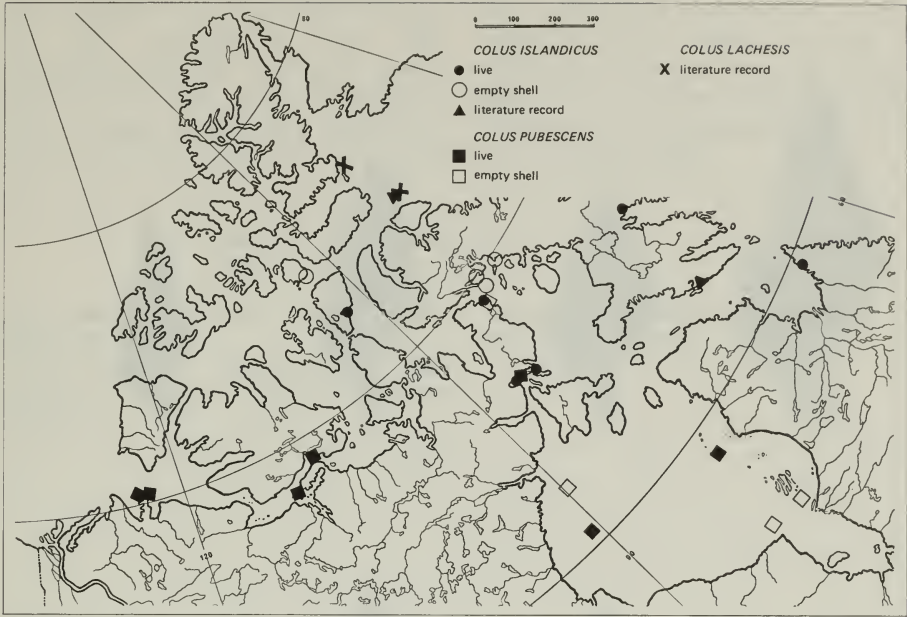 0 100 200 300
COLUS ISLANDICUS
live
empty shell
literature record
COLUS PUBESCENS
live
empty shell
COLUS LACHESIS
X literature record
80
120